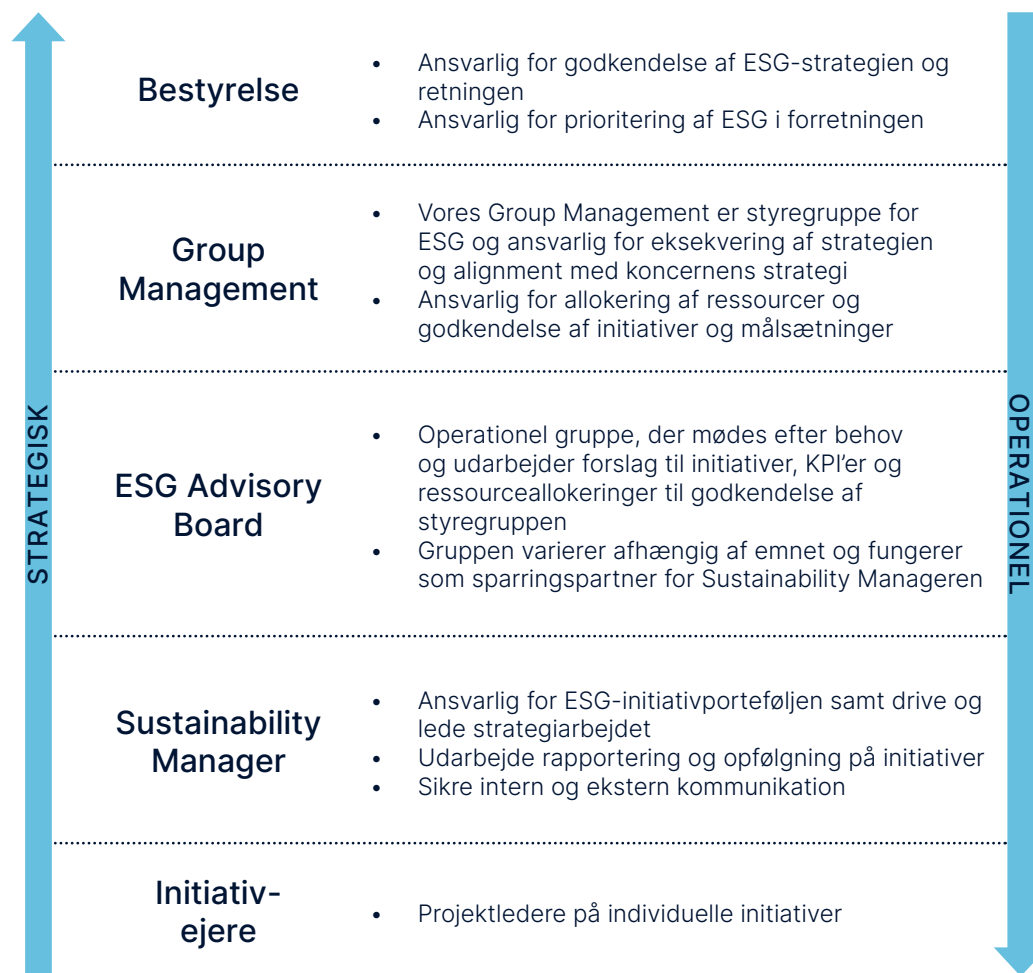 STRATEGISK
Bestyrelse
• Ansvarlig for godkendelse af ESG-strategien og
retningen
• Ansvarlig for prioritering af ESG i forretningen
Group
Management
• Vores Group Management er styregruppe for
ESG og ansvarlig for eksekvering af strategien
og alignment med koncernens strategi
• Ansvarlig for allokering af ressourcer og
godkendelse af initiativer og målsætninger
ESG Advisory
Board
• Operationel gruppe, der mødes efter behov
og udarbejder forslag til initiativer, KPI'er og
ressourceallokeringer til godkendelse af
styregruppen
• Gruppen varierer afhængig af emnet og fungerer
som sparringspartner for Sustainability Manageren
Sustainability
Manager
• Ansvarlig for ESG-initiativporteføljen samt drive og
lede strategiarbejdet
• Udarbejde rapportering og opfølgning på initiativer
• Sikre intern og ekstern kommunikation
Initiativ-
ejere
• Projektledere på individuelle initiativer
OPERATIONEL